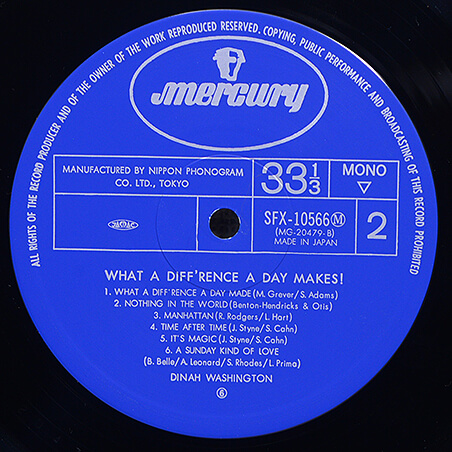 ALL RIGHTS OF THE RECORD PRODUCER AND OF THE OWNER OF THE WORK REPRODUCED RESERVED. COPYING, PUBLIC PERFORMANCE AND BROADCASTING OF THIS RECORD PROHIBITED
mercury
MANUFACTURED BY NIPPON PHONOGRAM
CO. LTD., TOKYO
33 1/3
MONO
▽
SFX-10566 Ⓜ
(MG-20479-B)
MADE IN JAPAN
2
WHAT A DIFF'RENCE A DAY MAKES!
1. WHAT A DIFF'RENCE A DAY MADE (M. Grever/S. Adams)
2. NOTHING IN THE WORLD (Benton-Hendricks & Otis)
3. MANHATTAN (R. Rodgers/L. Hart)
4. TIME AFTER TIME (J. Styne/S. Cahn)
5. IT'S MAGIC (J. Styne/S. Cahn)
6. A SUNDAY KIND OF LOVE
(B. Belle/A. Leonard/S. Rhodes/L. Prima)
DINAH WASHINGTON
⑥